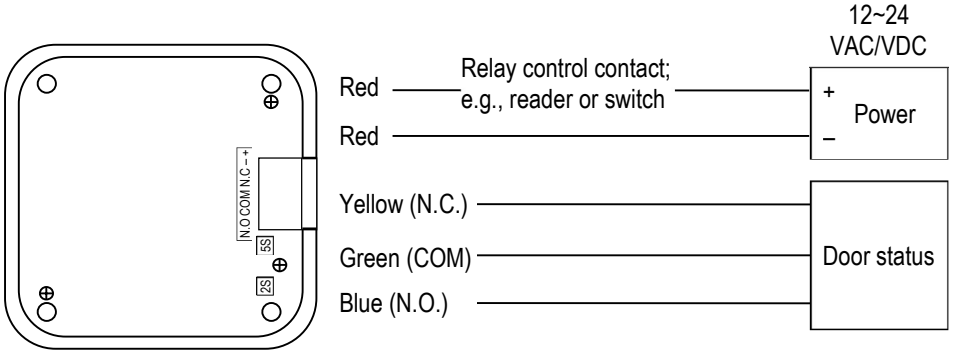 12~24
VAC/VDC
Red
Relay control contact;
e.g., reader or switch
+
Power
Red
–
N.O COM N.C – +
Yellow (N.C.)
5S
Green (COM)
Door status
2S
Blue (N.O.)